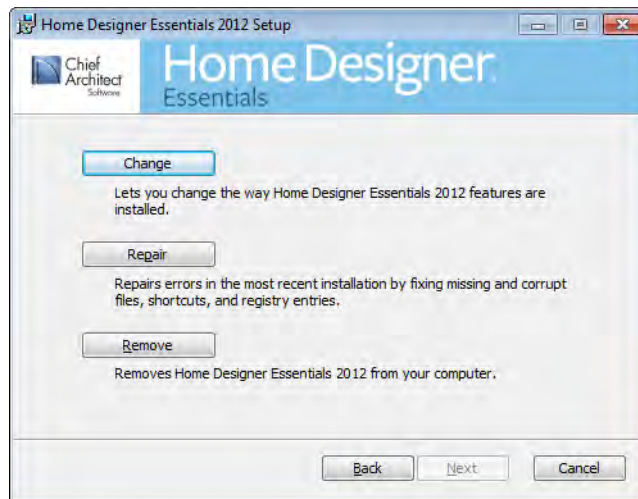 Home Designer Essentials 2012 Setup
Chief
Architect
Software
Home Designer
Essentials
Change
Lets you change the way Home Designer Essentials 2012 features are
installed.
Repair
Repairs errors in the most recent installation by fixing missing and corrupt
files, shortcuts, and registry entries.
Remove
Removes Home Designer Essentials 2012 from your computer.
Back
Next
Cancel